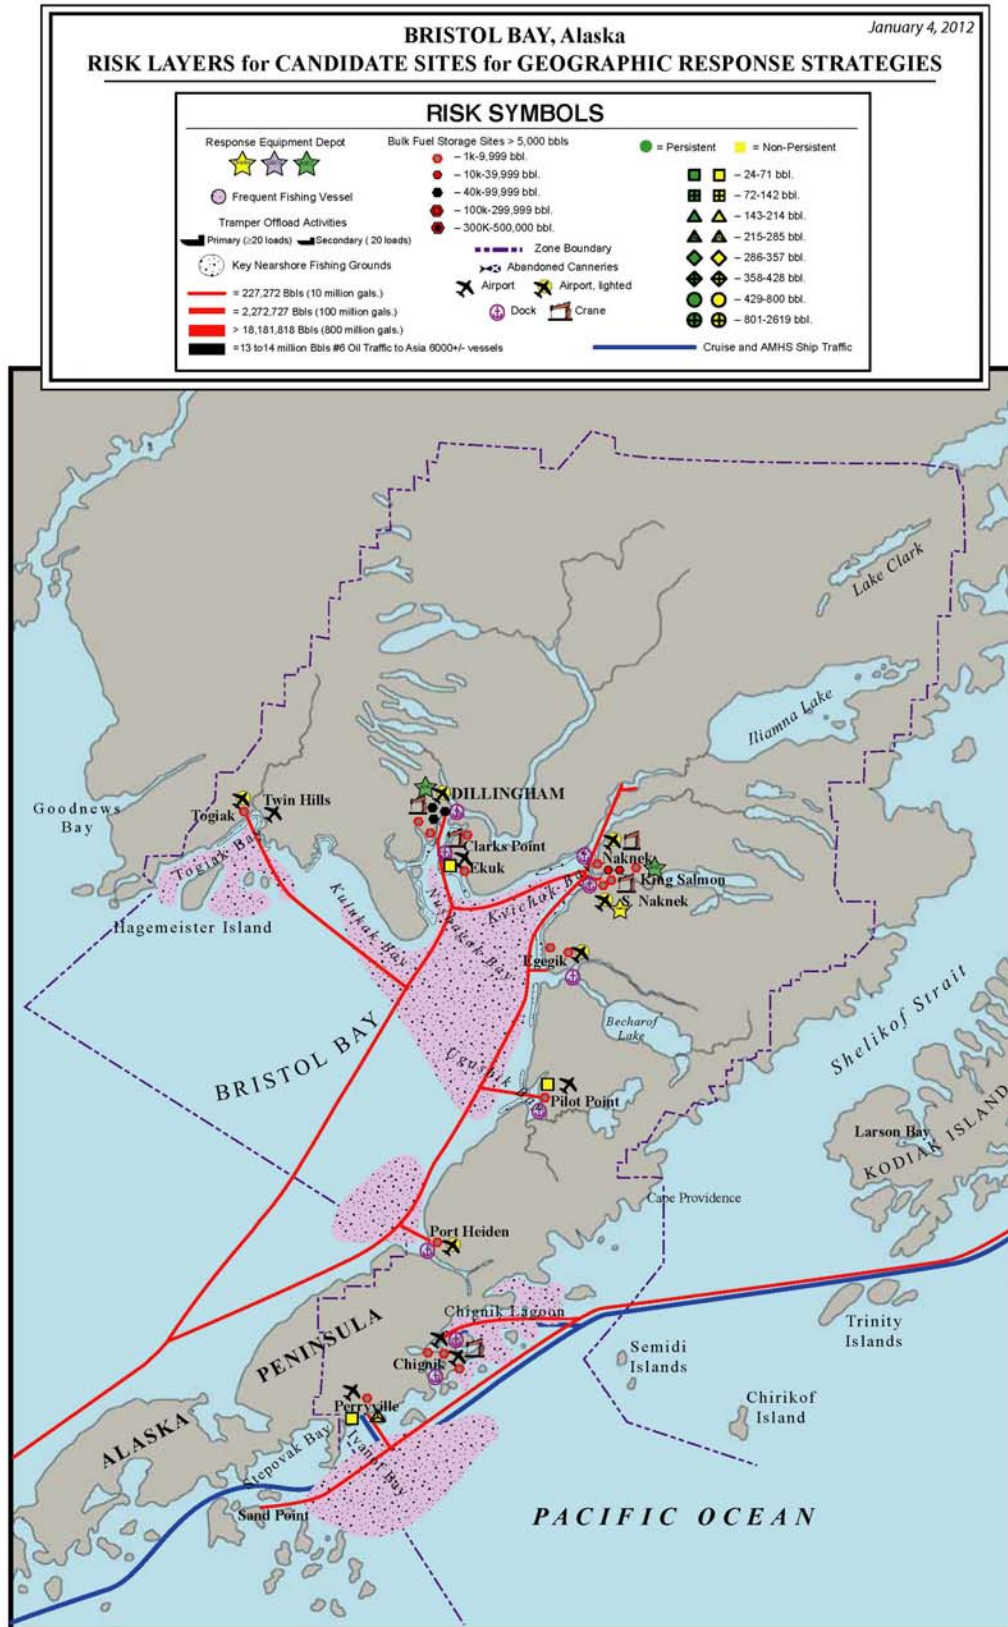 January 4, 2012
BRISTOL BAY, Alaska
RISK LAYERS for CANDIDATE SITES for GEOGRAPHIC RESPONSE STRATEGIES
RISK SYMBOLS
Response Equipment Depot
Frequent Fishing Vessel
Tramper Offload Activities
Primary (≥20 loads) Secondary ( 20 loads)
Key Nearshore Fishing Grounds
= 227,272 Bbls (10 million gals.)
= 2,272,727 Bbls (100 million gals.)
> 18,181,818 Bbls (800 million gals.)
=13 to14 million Bbls #6 Oil Traffic to Asia 6000+/- vessels
Bulk Fuel Storage Sites > 5,000 bbls
– 1k-9,999 bbl.
– 10k-39,999 bbl.
– 40k-99,999 bbl.
– 100k-299,999 bbl.
– 300K-500,000 bbl.
Zone Boundary
Abandoned Canneries
Airport Airport, lighted
Dock Crane
= Persistent = Non-Persistent
– 24-71 bbl.
– 72-142 bbl.
– 143-214 bbl.
– 215-285 bbl.
– 286-357 bbl.
– 358-428 bbl.
– 429-800 bbl.
– 801-2619 bbl.
Cruise and AMHS Ship Traffic
Lake Clark
Iliamna Lake
Goodnews
Bay
Togiak
Twin Hills
DILLINGHAM
Togiak Bay
Clarks Point
Ekuk
Naknek
King Salmon
S. Naknek
Kvichak Ba
Nushagak Bay
Kulukak Bay
Hagemeister Island
Egegik
Becharof
Lake
Shelikof Strait
BRISTOL BAY
Ugushik Ba
Pilot Point
Larson Bay
KODIAK ISLAND
Cape Providence
Port Heiden
Chignik Lagoon
Trinity
Islands
Semidi
Islands
Chignik
Chirikof
Island
ALASKA
PENINSULA
Perryville
Stepovak Bay
Ivanof Bay
Sand Point
PACIFIC OCEAN